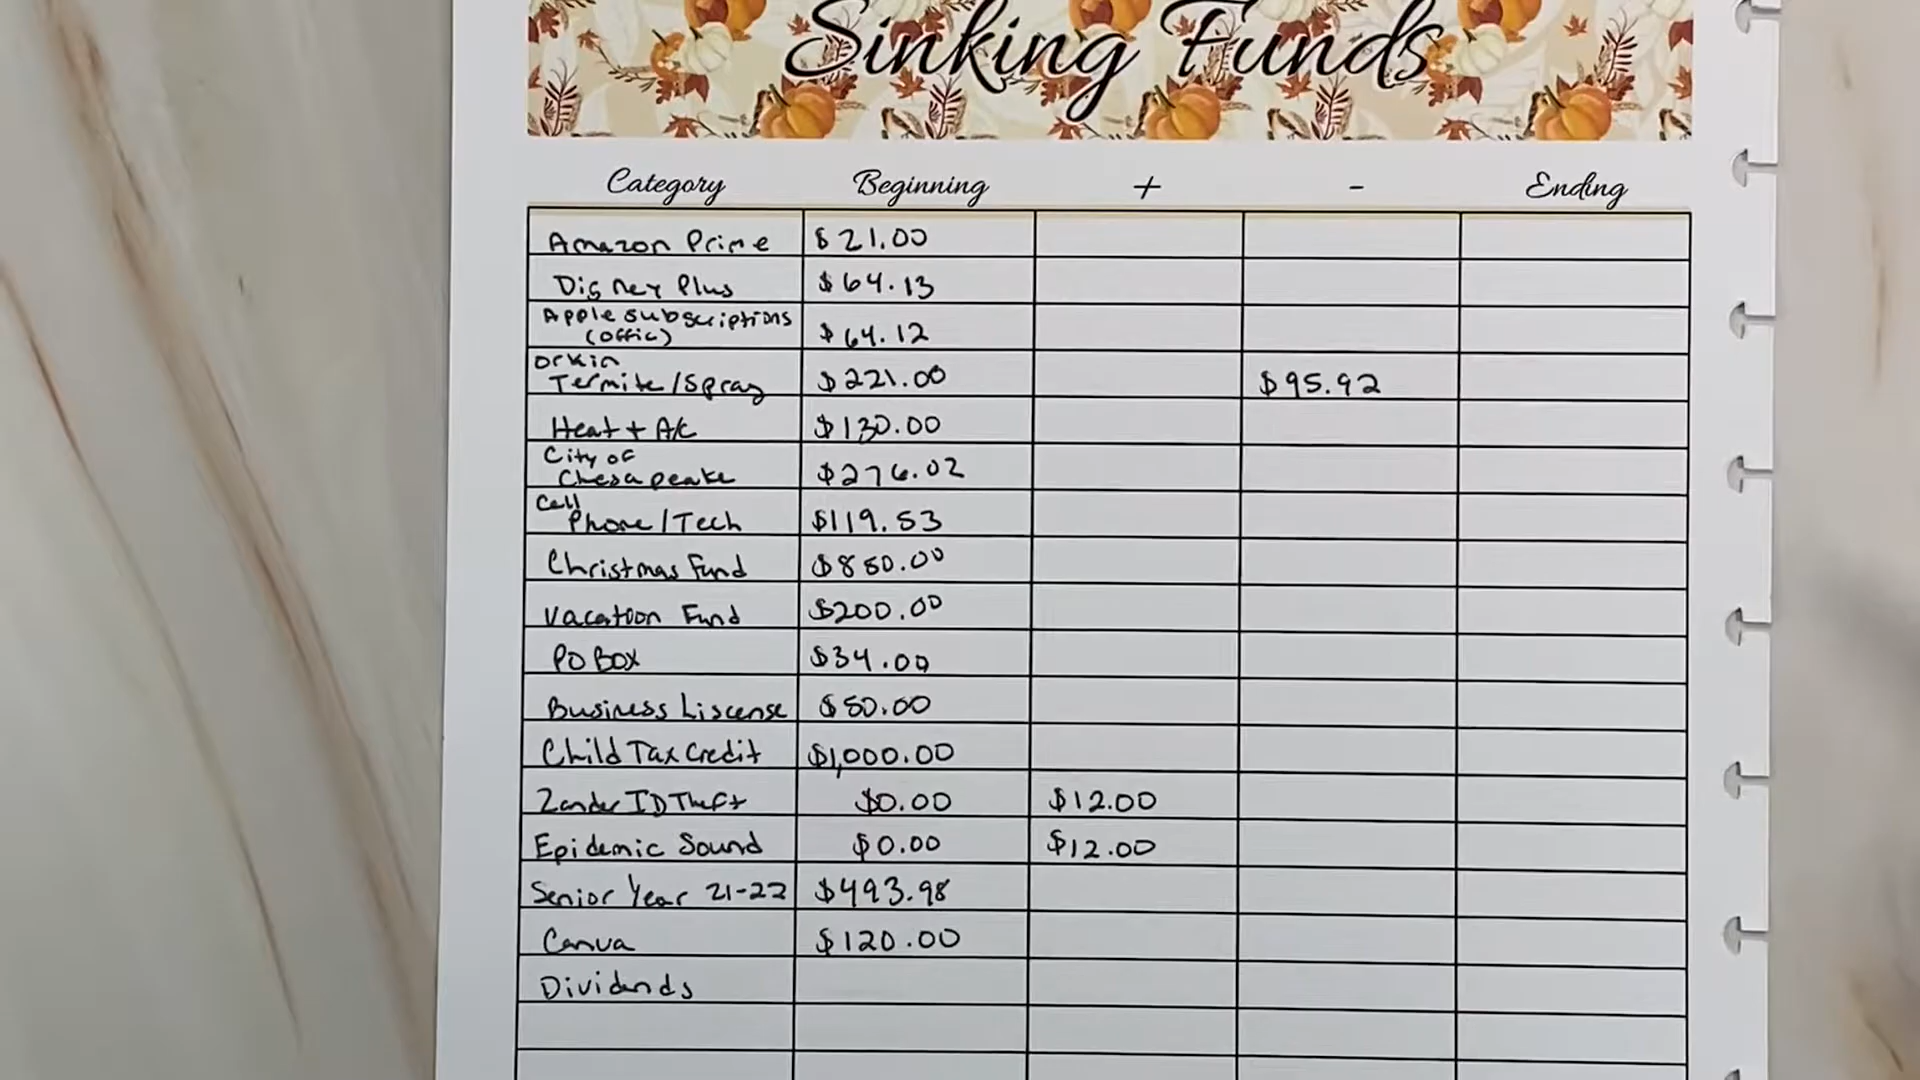 Sinking Funds
Category Beginning + - Ending
Amazon Prime $21.00
Disney Plus $64.13
Apple subscriptions
(offic) $64.12
Orkin
Termite/Spray $221.00 $95.92
Heat + A/C $130.00
City of
Chesapeake $276.02
Cell
Phone/Tech $119.53
Christmas Fund $850.00
Vacation Fund $200.00
PO BOX $34.00
Business Liscense $50.00
Child Tax Credit $1,000.00
Zander ID Theft $0.00 $12.00
Epidemic Sound $0.00 $12.00
Senior Year 21-22 $493.98
Canva $120.00
Dividends